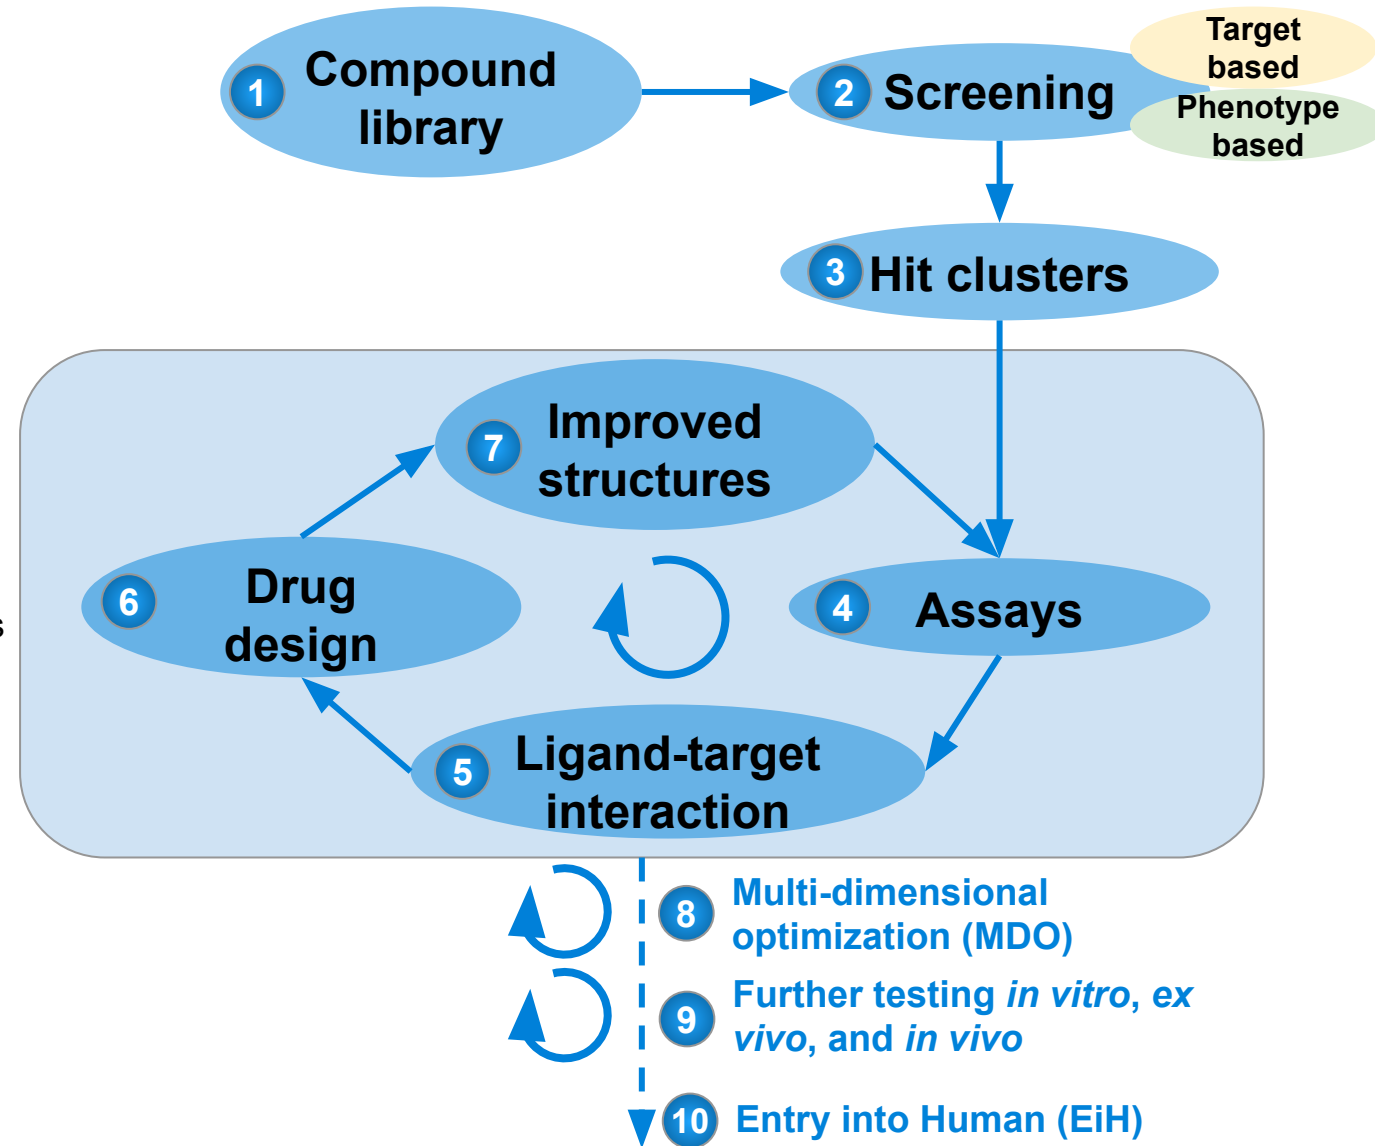 1 Compound
library
2 Screening
Target
based
Phenotype
based
3 Hit clusters
7 Improved
structures
6 Drug
design
s
4 Assays
5 Ligand-target
interaction
8 Multi-dimensional
optimization (MDO)
9 Further testing in vitro, ex
vivo, and in vivo
10 Entry into Human (EiH)